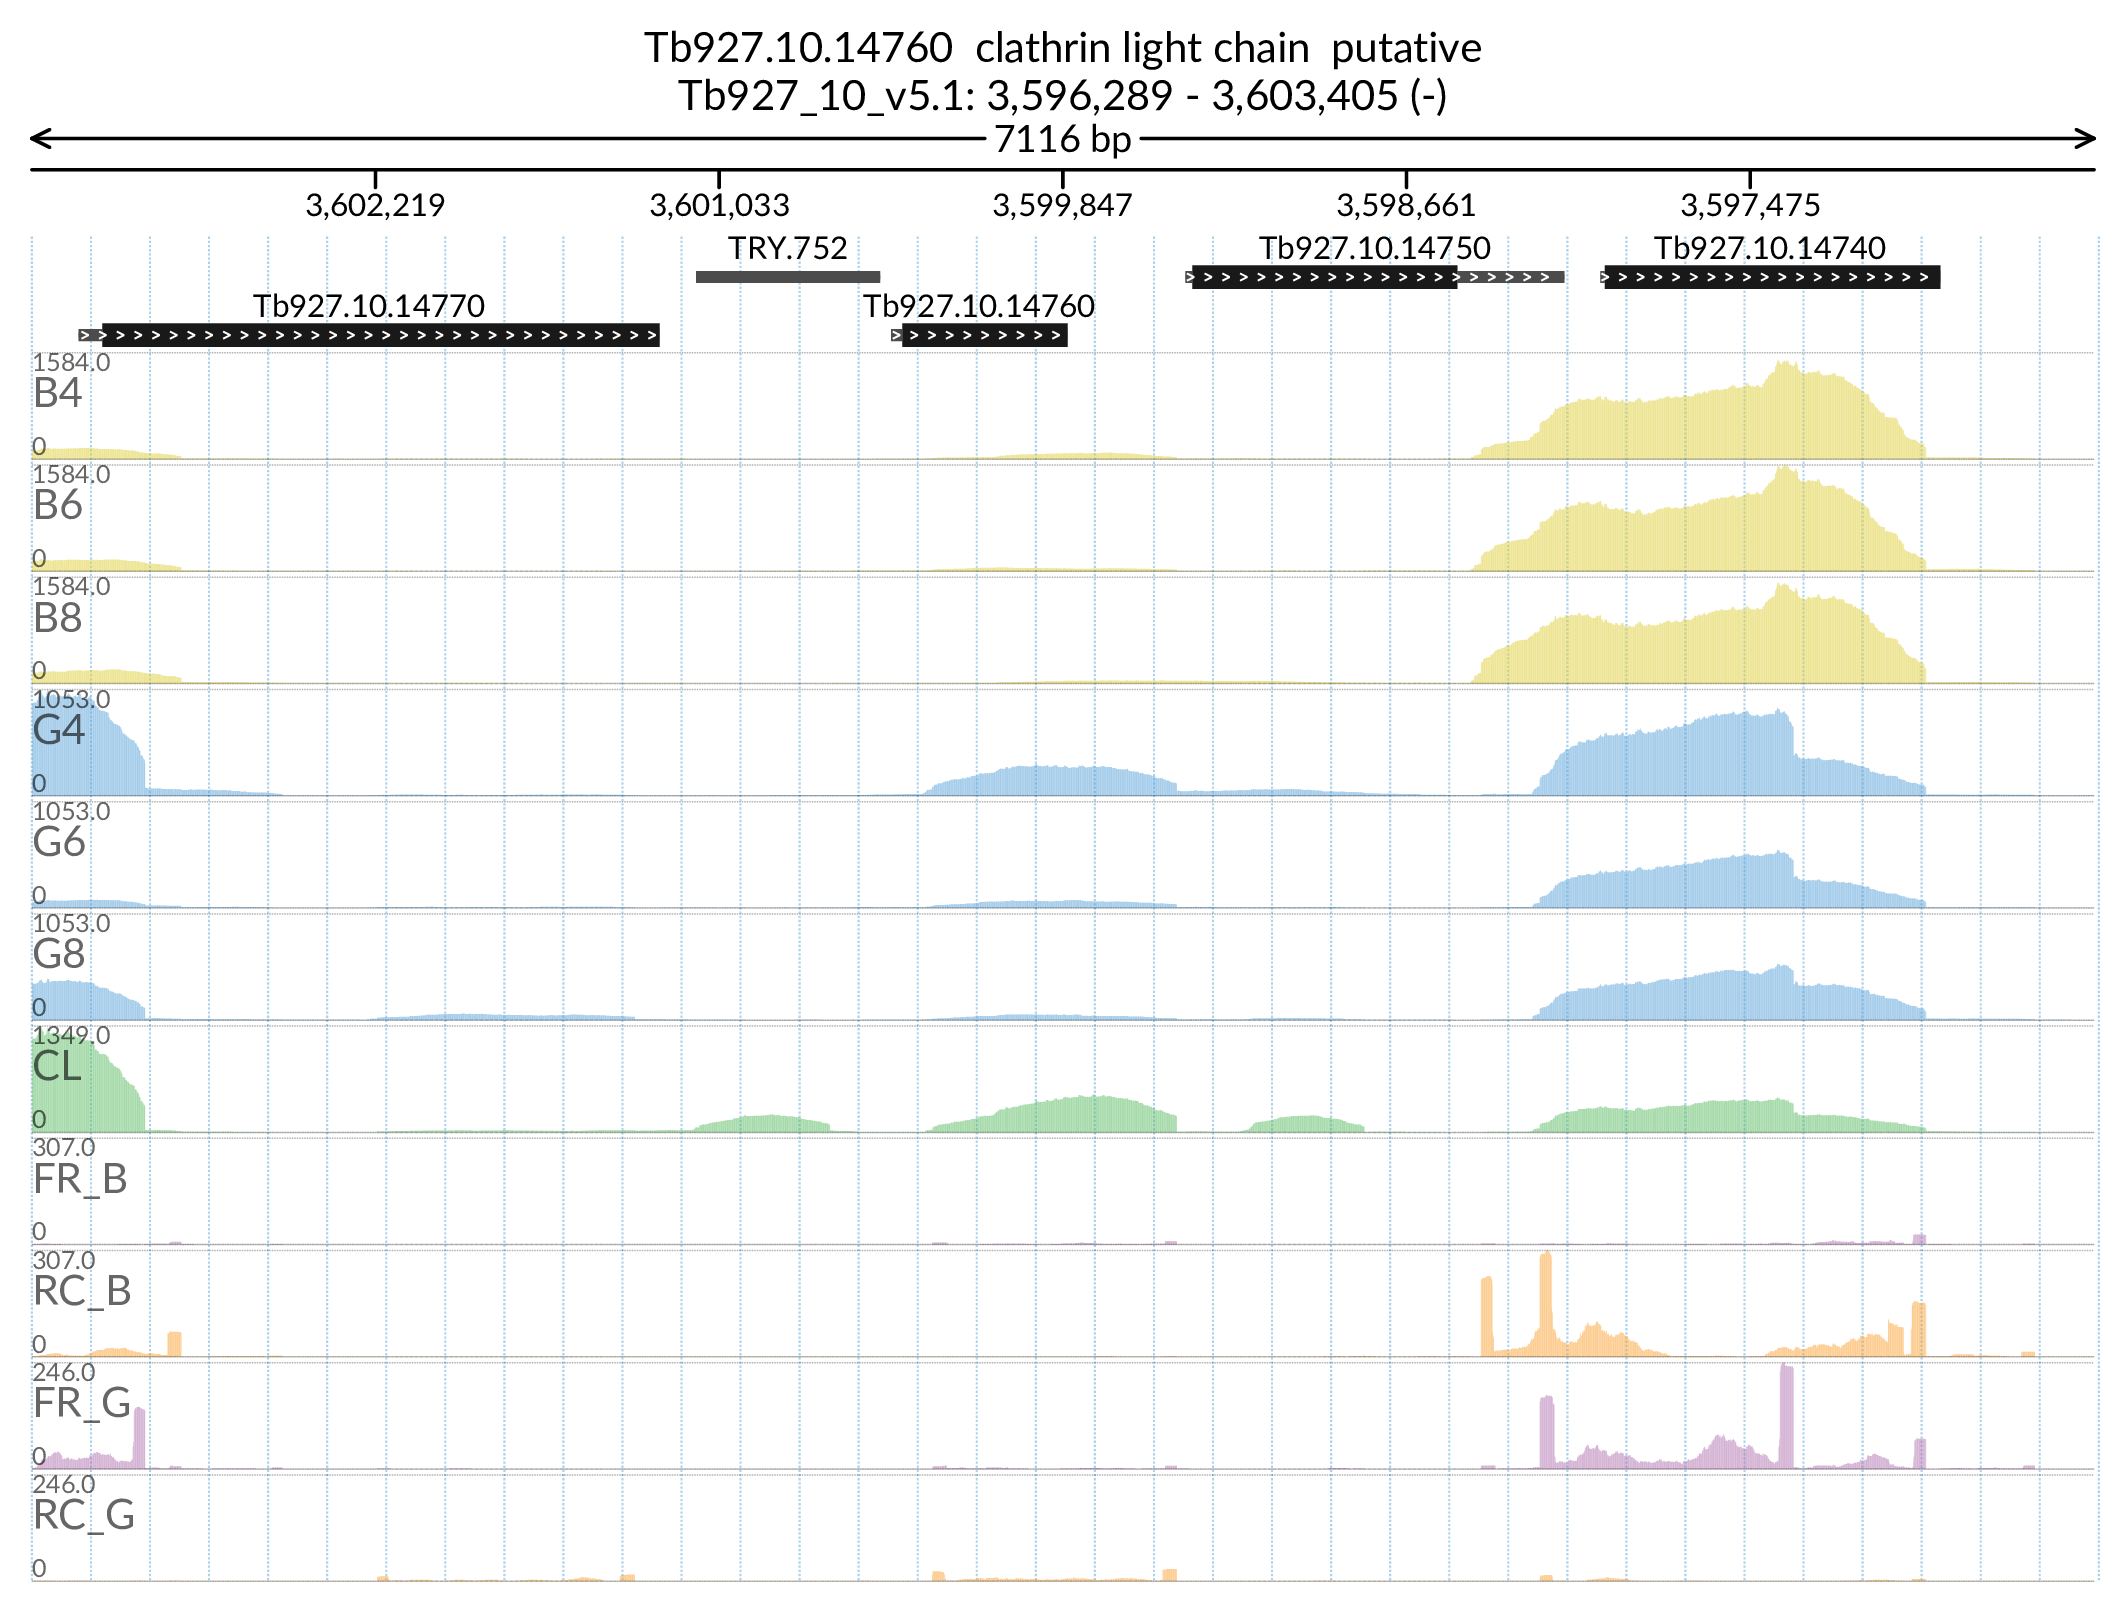 Tb927.10.14760  clathrin light chain  putative
Tb927_10_v5.1: 3,596,289 - 3,603,405 (-)
7116 bp
3,602,219 3,601,033 3,599,847 3,598,661 3,597,475
TRY.752 Tb927.10.14750 Tb927.10.14740
Tb927.10.14770 Tb927.10.14760
1584.0
B4
0
1584.0
B6
0
1584.0
B8
0
1053.0
G4
0
1053.0
G6
0
1053.0
G8
0
1349.0
CL
0
307.0
FR_B
0
307.0
RC_B
0
246.0
FR_G
0
246.0
RC_G
0